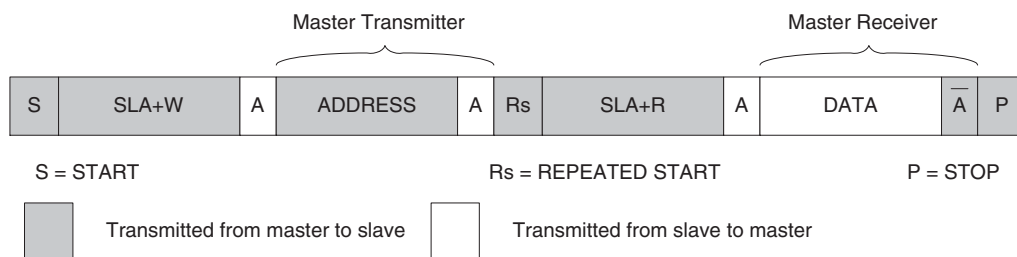 Master Transmitter Master Receiver
S SLA+W A ADDRESS A Rs SLA+R A DATA A̅ P
S = START Rs = REPEATED START P = STOP
Transmitted from master to slave Transmitted from slave to master